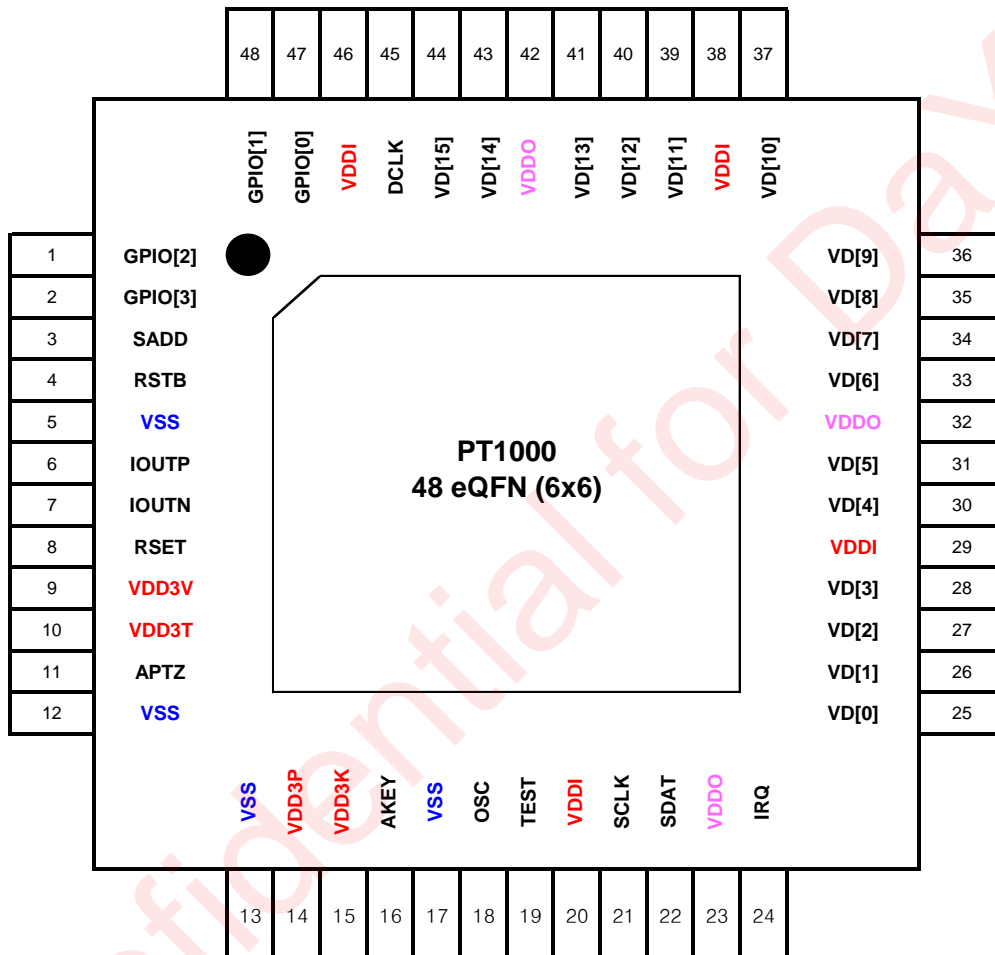 48 47 46 45 44 43 42 41 40 39 38 37
GPIO[1] GPIO[0] VDDI DCLK VD[15] VD[14] VDDO VD[13] VD[12] VD[11] VDDI VD[10]
1 GPIO[2] VD[9] 36
2 GPIO[3] VD[8] 35
3 SADD VD[7] 34
4 RSTB VD[6] 33
5 VSS VDDO 32
6 IOUTP VD[5] 31
7 IOUTN VD[4] 30
8 RSET VDDI 29
9 VDD3V VD[3] 28
10 VDD3T VD[2] 27
11 APTZ VD[1] 26
12 VSS VD[0] 25
PT1000
48 eQFN (6x6)
VSS VDD3P VDD3K AKEY VSS OSC TEST VDDI SCLK SDAT VDDO IRQ
13 14 15 16 17 18 19 20 21 22 23 24
fidential for Da